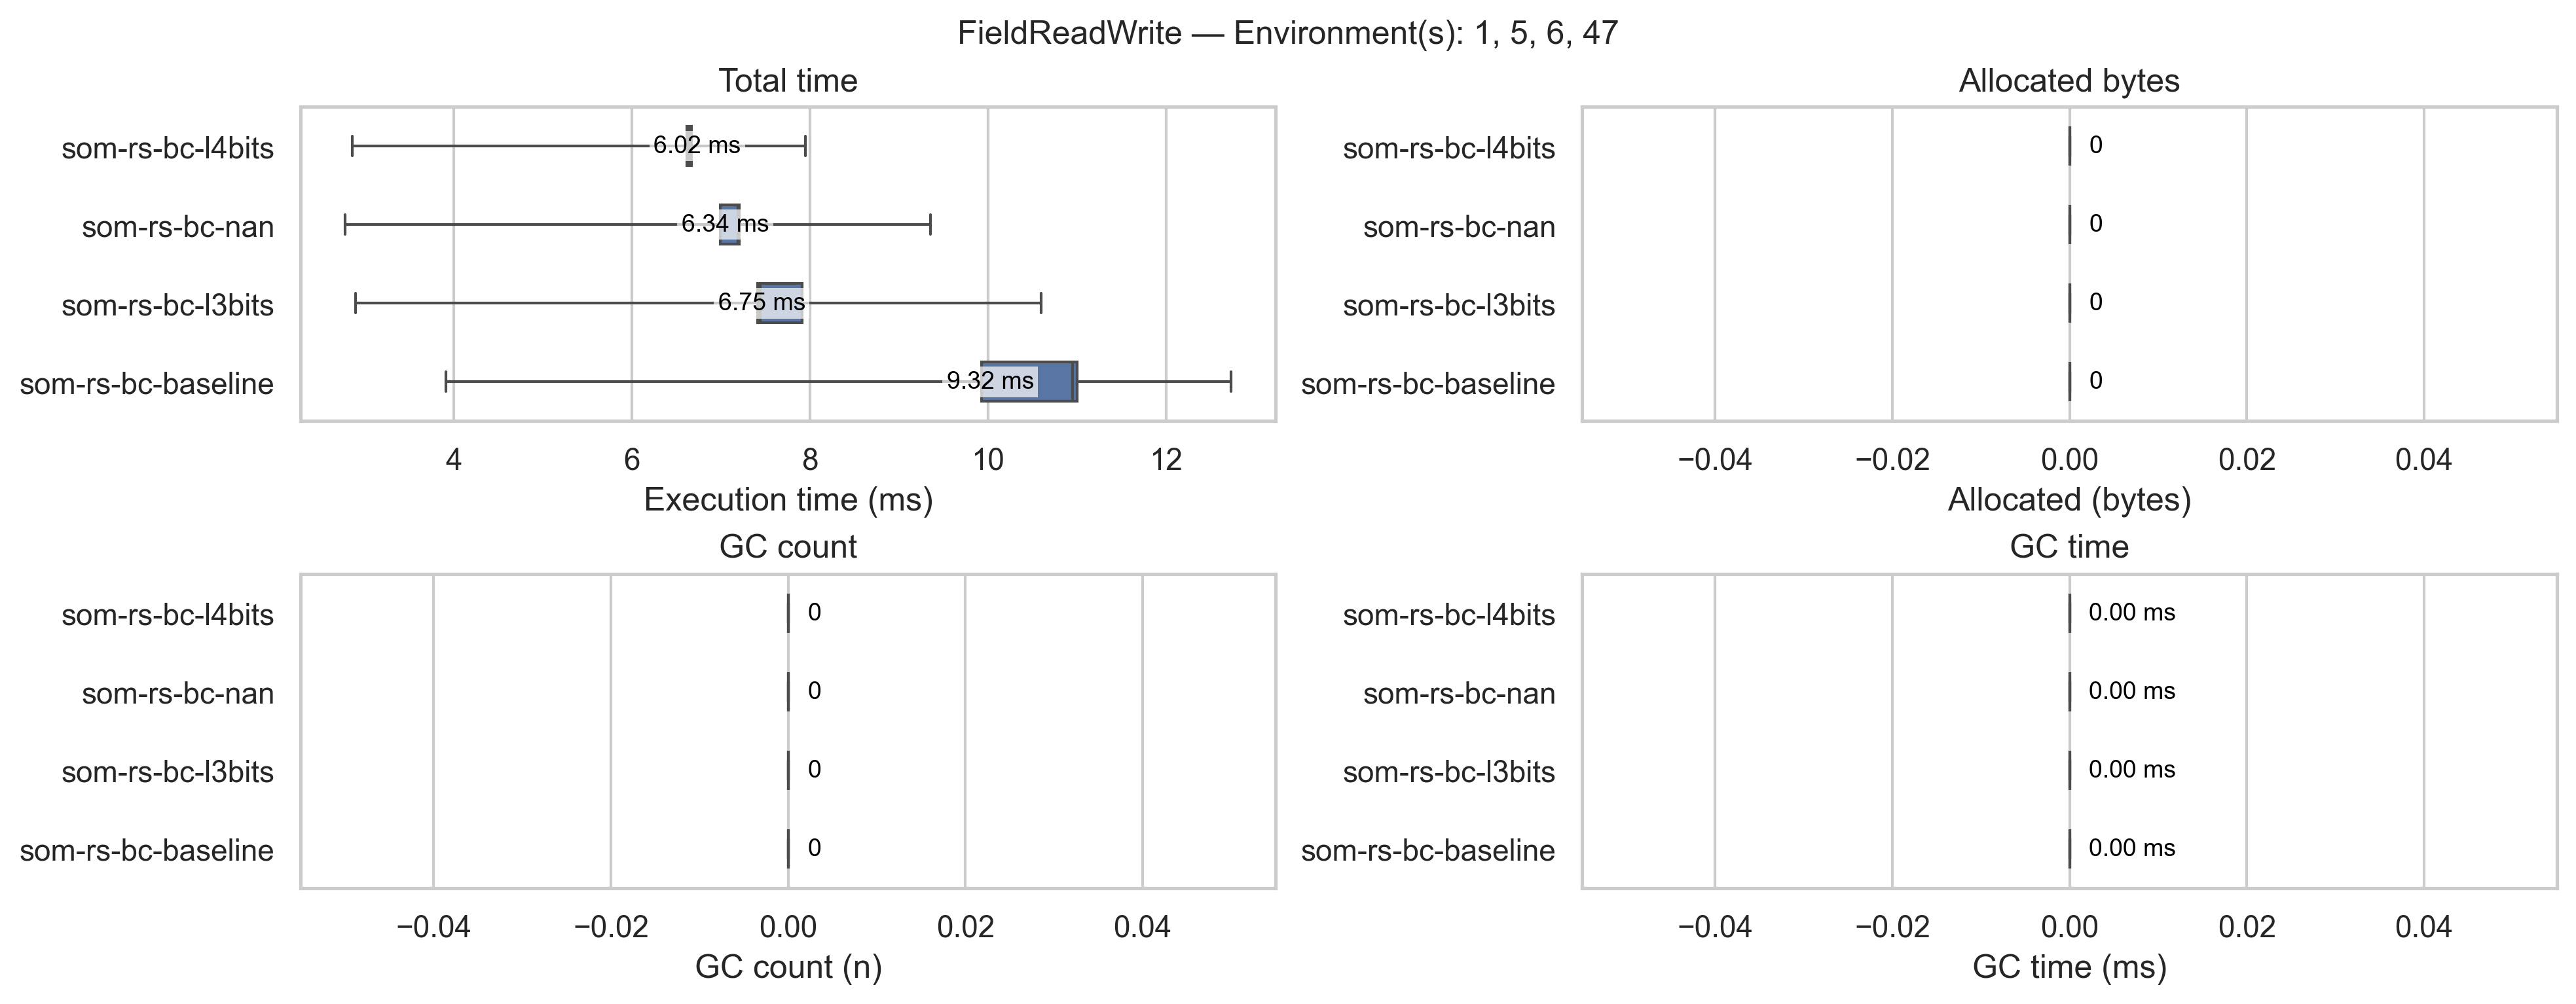 FieldReadWrite — Environment(s): 1, 5, 6, 47
Total time
som-rs-bc-l4bits
6.02 ms
som-rs-bc-nan
6.34 ms
som-rs-bc-l3bits
6.75 ms
som-rs-bc-baseline
9.32 ms
4 6 8 10 12
Execution time (ms)
Allocated bytes
som-rs-bc-l4bits
0
som-rs-bc-nan
0
som-rs-bc-l3bits
0
som-rs-bc-baseline
0
−0.04 −0.02 0.00 0.02 0.04
Allocated (bytes)
GC count
som-rs-bc-l4bits
0
som-rs-bc-nan
0
som-rs-bc-l3bits
0
som-rs-bc-baseline
0
−0.04 −0.02 0.00 0.02 0.04
GC count (n)
GC time
som-rs-bc-l4bits
0.00 ms
som-rs-bc-nan
0.00 ms
som-rs-bc-l3bits
0.00 ms
som-rs-bc-baseline
0.00 ms
−0.04 −0.02 0.00 0.02 0.04
GC time (ms)